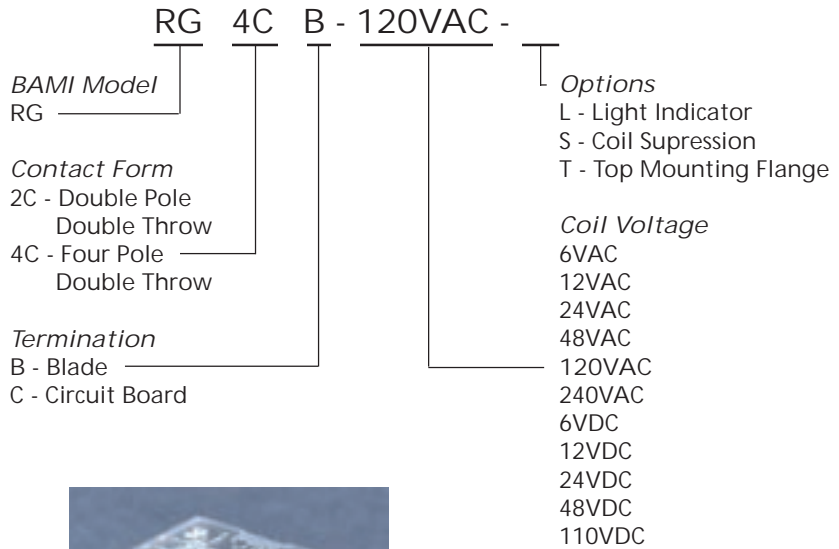 RG 4C B - 120VAC -
BAMI Model
RG
Contact Form
2C - Double Pole
Double Throw
4C - Four Pole
Double Throw
Termination
B - Blade
C - Circuit Board
Options
L - Light Indicator
S - Coil Supression
T - Top Mounting Flange
Coil Voltage
6VAC
12VAC
24VAC
48VAC
120VAC
240VAC
6VDC
12VDC
24VDC
48VDC
110VDC